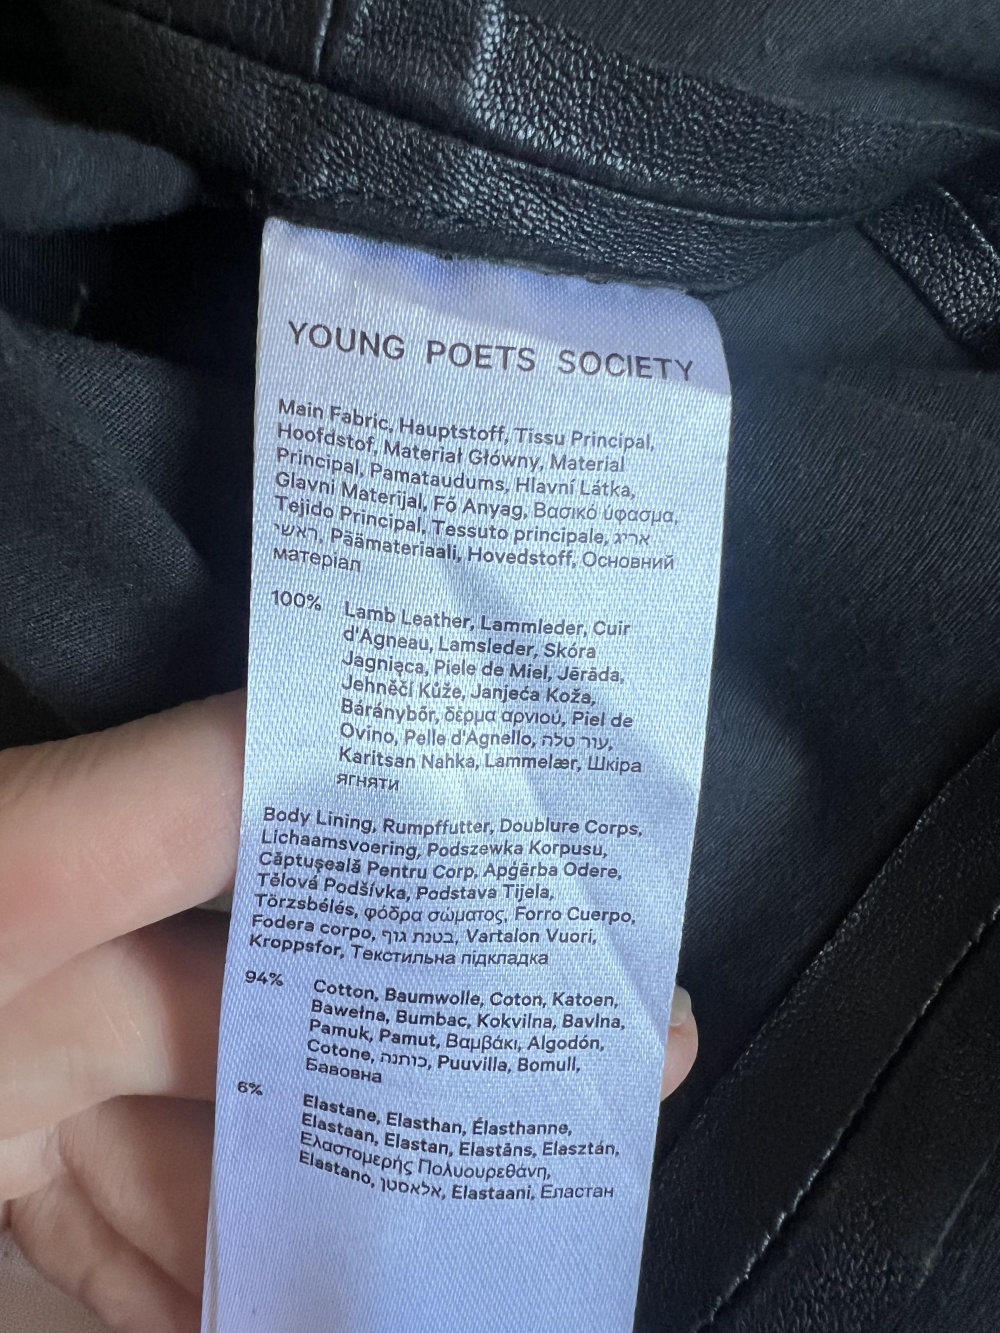 YOUNG POETS SOCIETY
Main Fabric, Hauptstoff, Tissu Principal,
Hoofdstof, Materiał Główny, Material
Principal, Pamataudums, Hlavní Látka,
Glavni Materijal, Fő Anyag, Βασικό ύφασμα,
Tejido Principal, Tessuto principale, אריג
ראשי, Päämateriaali, Hovedstoff, Основний
матеріал
100%
Lamb Leather, Lammleder, Cuir
d'Agneau, Lamsleder, Skóra
Jagnięca, Piele de Miel, Jērāda,
Jehněčí Kůže, Janjeća Koža,
Báránybőr, δέρμα αρνιού, Piel de
Ovino, Pelle d'Agnello, עור טלה,
Karitsan Nahka, Lammelær, Шкіра
ягняти
Body Lining, Rumpffutter, Doublure Corps,
Lichaamsvoering, Podszewka Korpusu,
Căptușeală Pentru Corp, Apģērba Odere,
Tělová Podšívka, Podstava Tijela,
Törzsbélés, φόδρα σώματος, Forro Cuerpo,
Fodera corpo, בטנת גוף, Vartalon Vuori,
Kroppsfor, Текстильна підкладка
94%
Cotton, Baumwolle, Coton, Katoen,
Bawełna, Bumbac, Kokvilna, Bavlna,
Pamuk, Pamut, Βαμβάκι, Algodón,
Cotone, כותנה, Puuvilla, Bomull,
Бавовна
6%
Elastane, Elasthan, Élasthanne,
Elastaan, Elastan, Elastāns, Elasztán,
Ελαστομερής Πολυουρεθάνη,
Elastano, אלאסטן, Elastaani, Еластан